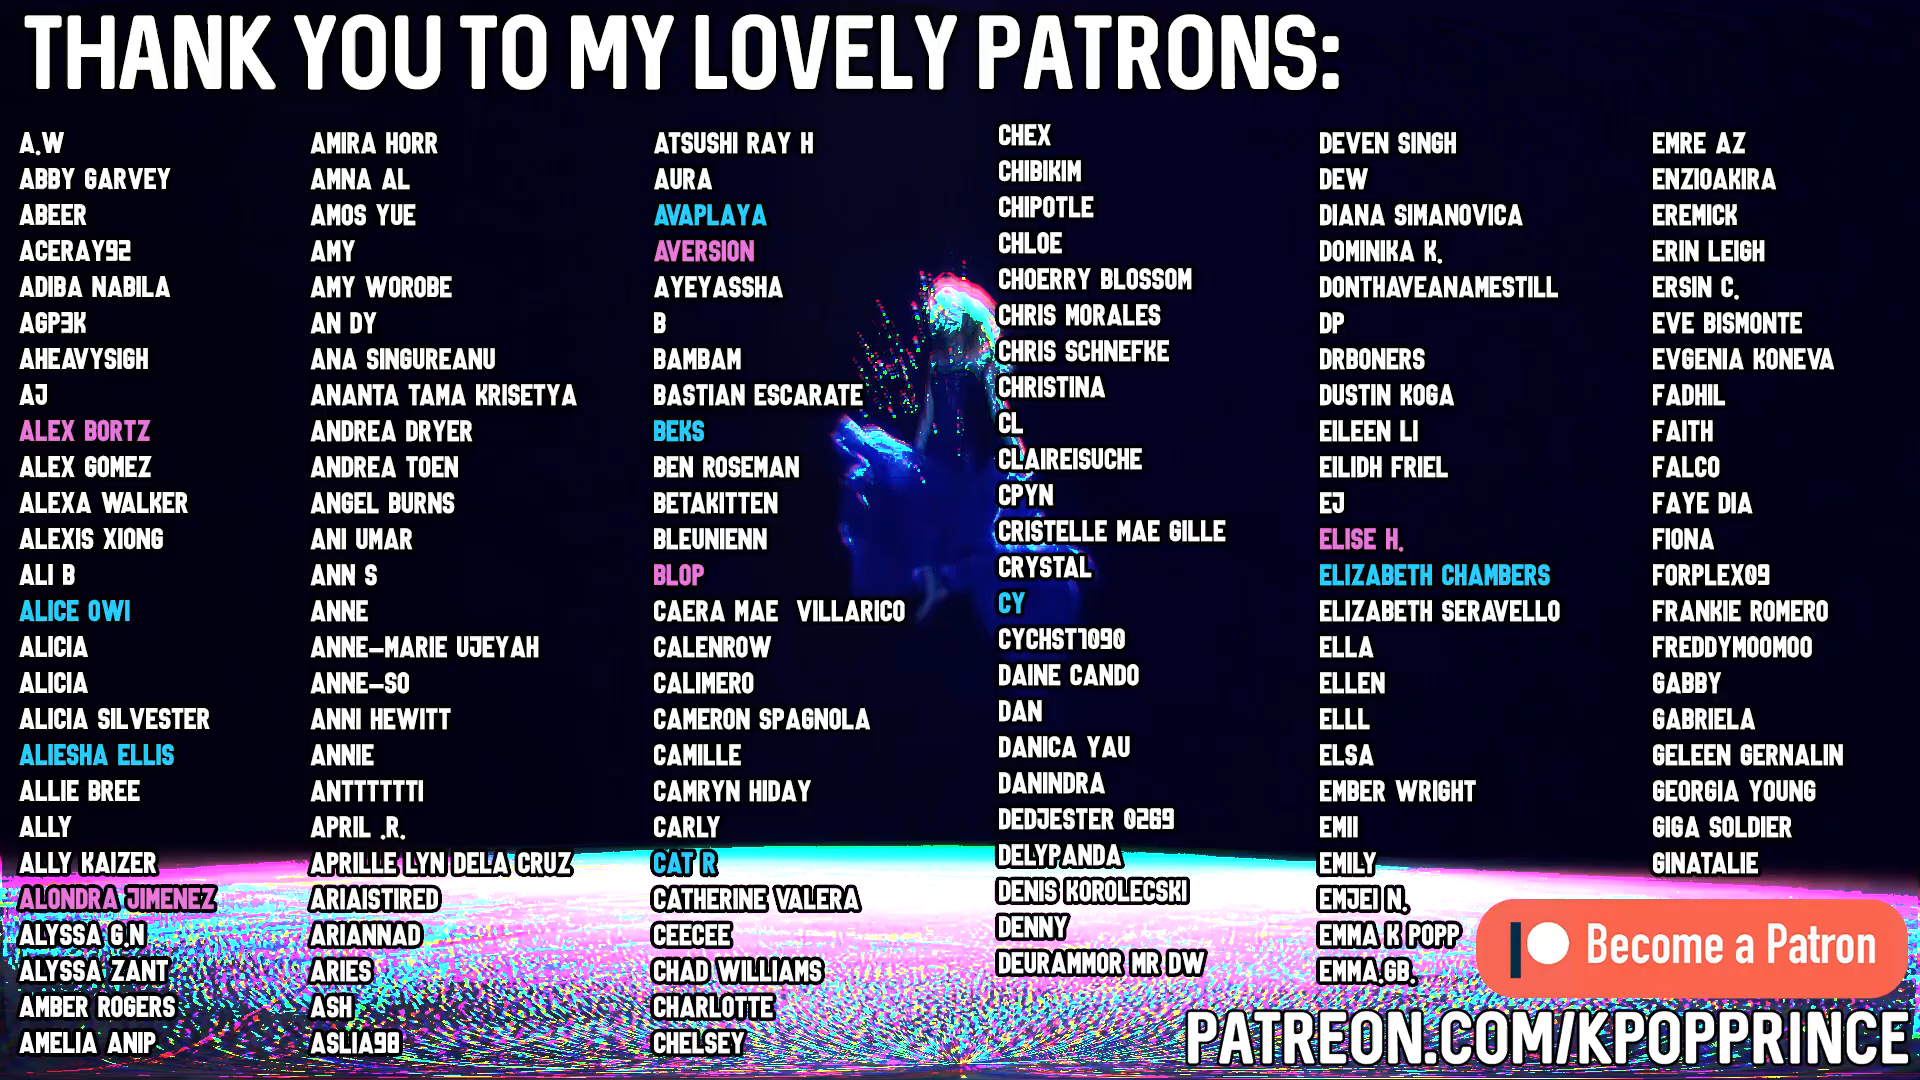 THANK YOU TO MY LOVELY PATRONS:
A.W
ABBY GARVEY
ABEER
ACERAY92
ADIBA NABILA
AGP3K
AHEAVYSIGH
AJ
ALEX BORTZ
ALEX GOMEZ
ALEXA WALKER
ALEXIS XIONG
ALI B
ALICE OWI
ALICIA
ALICIA
ALICIA SILVESTER
ALIESHA ELLIS
ALLIE BREE
ALLY
ALLY KAIZER
ALONDRA JIMENEZ
ALYSSA G.N
ALYSSA ZANT
AMBER ROGERS
AMELIA ANIP
AMIRA HORR
AMNA AL
AMOS YUE
AMY
AMY WOROBE
AN DY
ANA SINGUREANU
ANANTA TAMA KRISETYA
ANDREA DRYER
ANDREA TOEN
ANGEL BURNS
ANI UMAR
ANN S
ANNE
ANNE-MARIE UJEYAH
ANNE-SO
ANNI HEWITT
ANNIE
ANTTTTTTI
APRIL .R.
APRILLE LYN DELA CRUZ
ARIAISTIRED
ARIANNAD
ARIES
ASH
ASLIA98
ATSUSHI RAY H
AURA
AVAPLAYA
AVERSION
AYEYASSHA
B
BAMBAM
BASTIAN ESCARATE
BEKS
BEN ROSEMAN
BETAKITTEN
BLEUNIENN
BLOP
CAERA MAE  VILLARICO
CALENROW
CALIMERO
CAMERON SPAGNOLA
CAMILLE
CAMRYN HIDAY
CARLY
CAT R
CATHERINE VALERA
CEECEE
CHAD WILLIAMS
CHARLOTTE
CHELSEY
CHEX
CHIBIKIM
CHIPOTLE
CHLOE
CHOERRY BLOSSOM
CHRIS MORALES
CHRIS SCHNEFKE
CHRISTINA
CL
CLAIREISUCHE
CPYN
CRISTELLE MAE GILLE
CRYSTAL
CY
CYCHST1090
DAINE CANDO
DAN
DANICA YAU
DANINDRA
DEDJESTER 0269
DELYPANDA
DENIS KOROLECSKI
DENNY
DEURAMMOR MR DW
DEVEN SINGH
DEW
DIANA SIMANOVICA
DOMINIKA K.
DONTHAVEANAMESTILL
DP
DRBONERS
DUSTIN KOGA
EILEEN LI
EILIDH FRIEL
EJ
ELISE H.
ELIZABETH CHAMBERS
ELIZABETH SERAVELLO
ELLA
ELLEN
ELLL
ELSA
EMBER WRIGHT
EMII
EMILY
EMJEI N.
EMMA K POPP
EMMA.GB.
EMRE AZ
ENZIOAKIRA
EREMICK
ERIN LEIGH
ERSIN C.
EVE BISMONTE
EVGENIA KONEVA
FADHIL
FAITH
FALCO
FAYE DIA
FIONA
FORPLEX09
FRANKIE ROMERO
FREDDYMOOMOO
GABBY
GABRIELA
GELEEN GERNALIN
GEORGIA YOUNG
GIGA SOLDIER
GINATALIE
Become a Patron
PATREON.COM/KPOPPRINCE